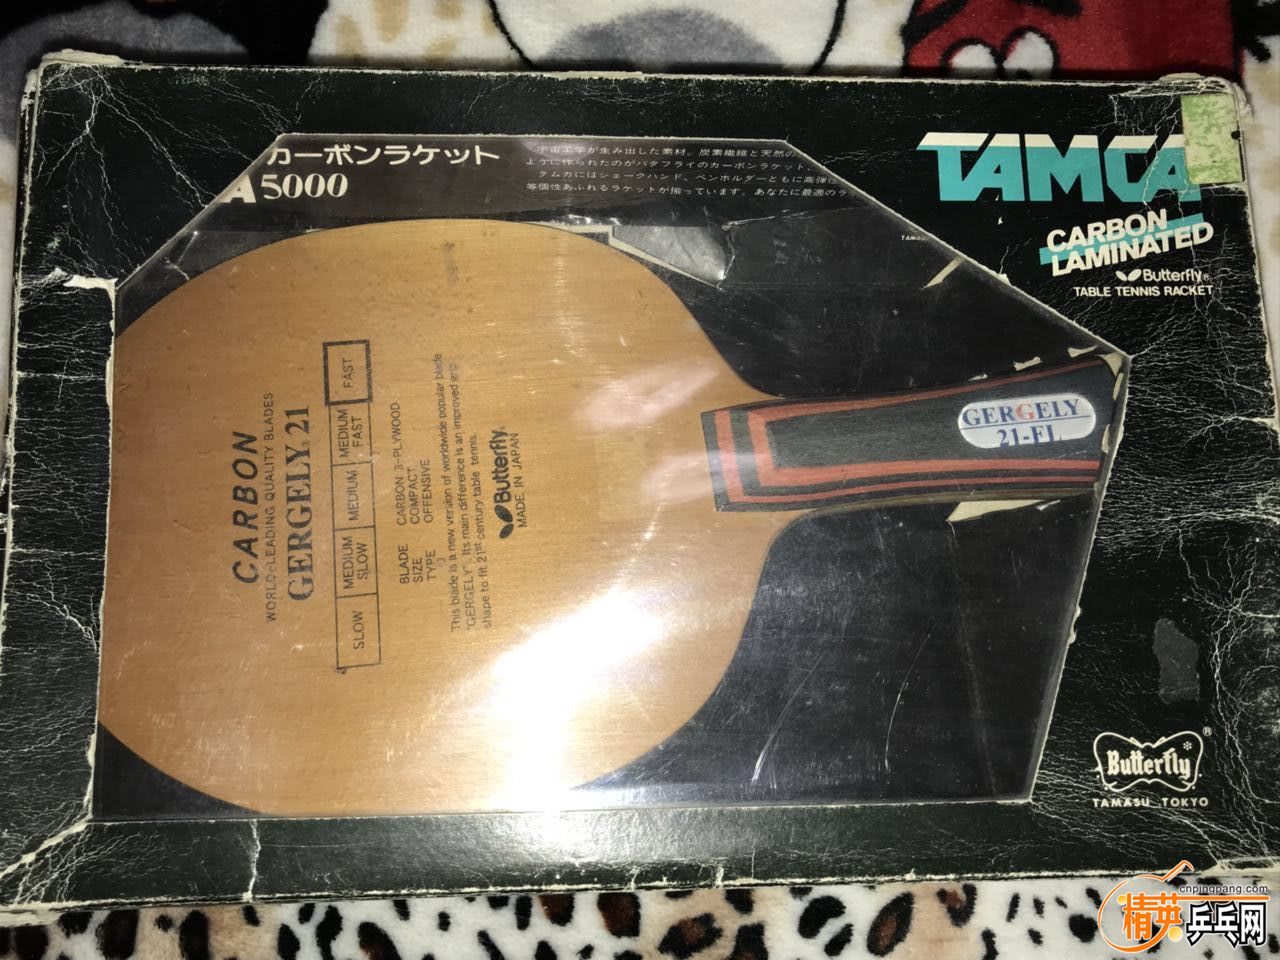 カーボンラケット
A5000
宇宙工学が生み出した素材。炭素繊維と天然の
ように作られたのがバタフライのカーボンラケット
タムカにはシェークハンド、ペンホルダーともに高弾性
等個性あふれるラケットが揃っています。あなたに最適のラ
TAMCA
CARBON
LAMINATED
Butterfly®
TABLE TENNIS RACKET
CARBON
WORLD-LEADING QUALITY BLADES
GERGELY 21
SLOW
MEDIUM SLOW
MEDIUM
MEDIUM FAST
FAST
BLADE CARBON 3-PLYWOOD
SIZE COMPACT
TYPE OFFENSIVE
This blade is a new version of worldwide popular blade
"GERGELY". Its main difference is an improved grip
shape to fit 21st century table tennis.
Butterfly
MADE IN JAPAN
GERGELY
21-FL
Butterfly®
TAMASU TOKYO
cnpingpang.com
精英乒乓网